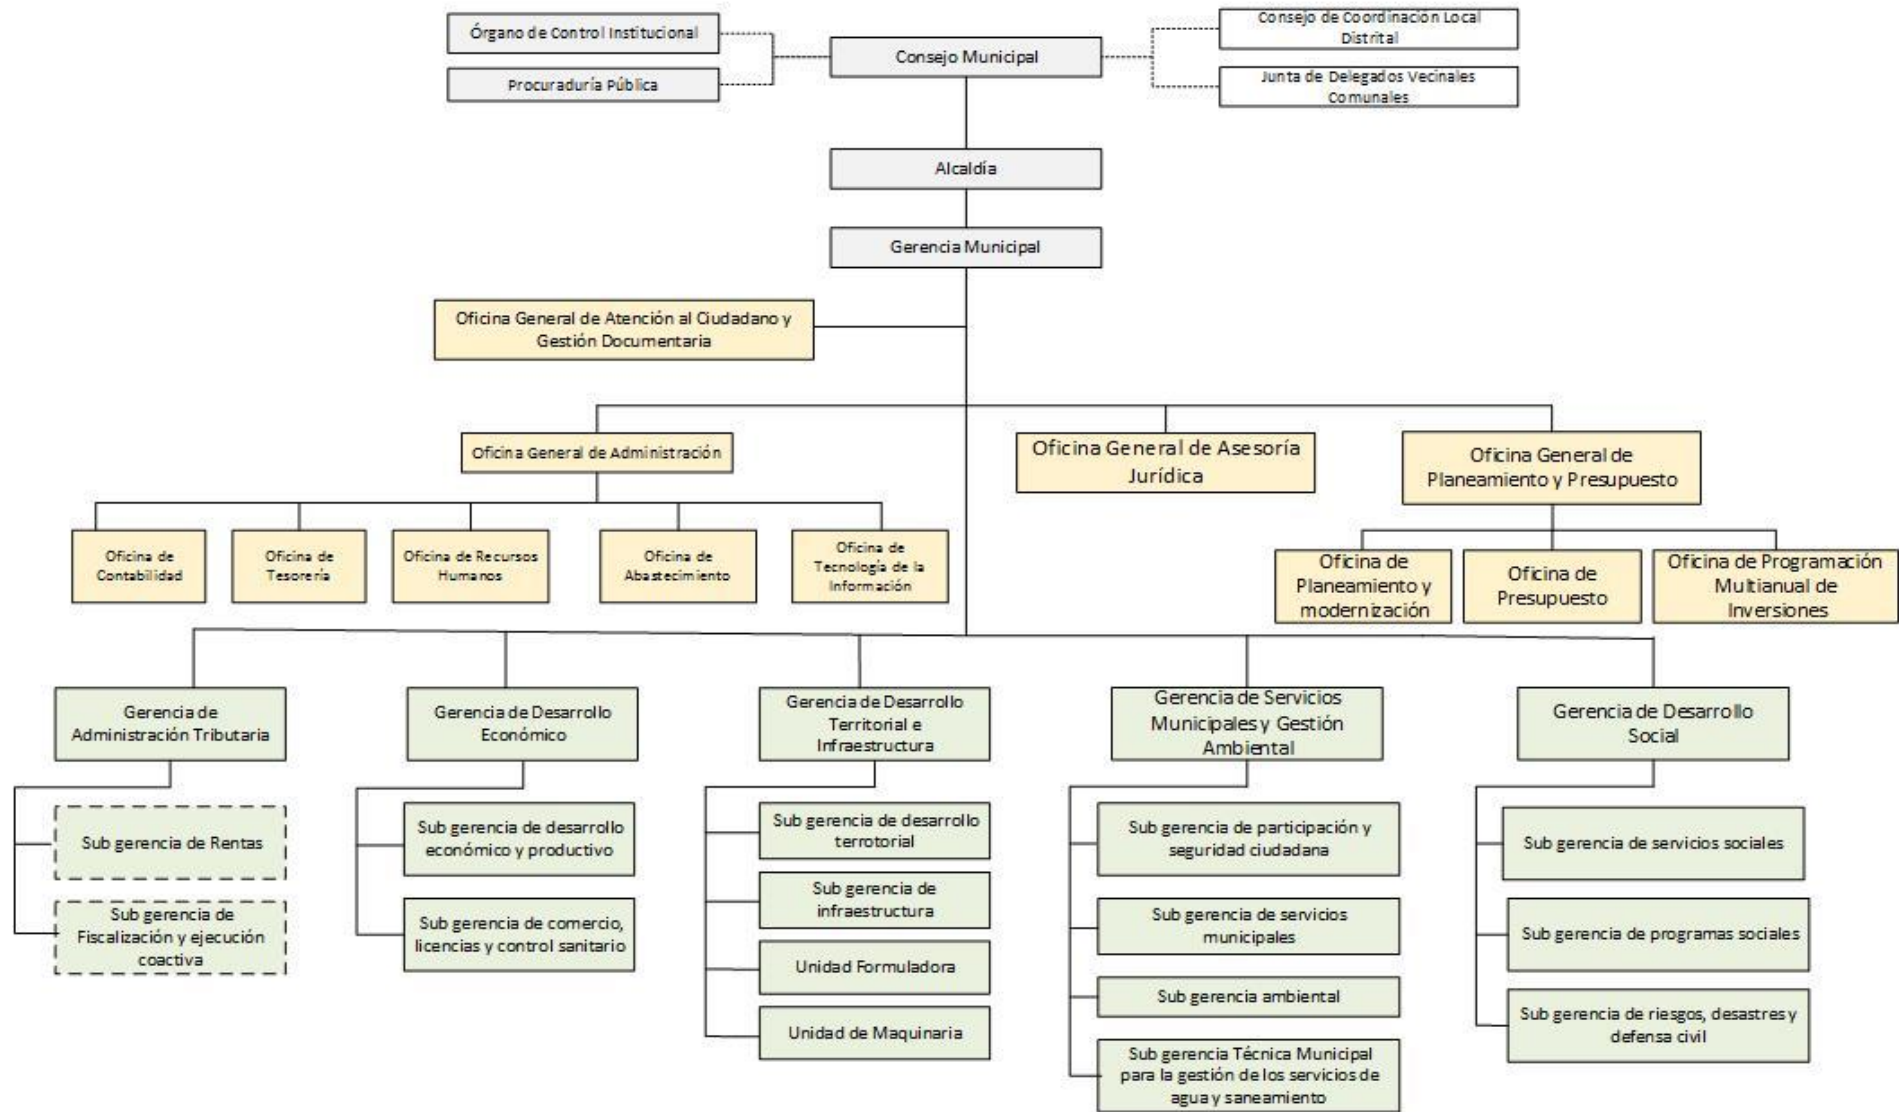 Órgano de Control Institucional
Procuraduría Pública
Consejo Municipal
Consejo de Coordinación Local
Distrital
Junta de Delegados Vecinales
Comunales
Alcaldía
Gerencia Municipal
Oficina General de Atención al Ciudadano y
Gestión Documentaria
Oficina General de Administración
Oficina General de Asesoría
Jurídica
Oficina General de
Planeamiento y Presupuesto
Oficina de
Contabilidad
Oficina de
Tesorería
Oficina de Recursos
Humanos
Oficina de
Abastecimiento
Oficina de
Tecnología de la
Información
Oficina de
Planeamiento y
modernización
Oficina de
Presupuesto
Oficina de Programación
Multianual de
Inversiones
Gerencia de
Administración Tributaria
Gerencia de Desarrollo
Económico
Gerencia de Desarrollo
Territorial e
Infraestructura
Gerencia de Servicios
Municipales y Gestión
Ambiental
Gerencia de Desarrollo
Social
Sub gerencia de Rentas
Sub gerencia de
Fiscalización y ejecución
coactiva
Sub gerencia de desarrollo
económico y productivo
Sub gerencia de comercio,
licencias y control sanitario
Sub gerencia de desarrollo
terrotorial
Sub gerencia de
infraestructura
Unidad Formuladora
Unidad de Maquinaria
Sub gerencia de participación y
seguridad ciudadana
Sub gerencia de servicios
municipales
Sub gerencia ambiental
Sub gerencia Técnica Municipal
para la gestión de los servicios de
agua y saneamiento
Sub gerencia de servicios sociales
Sub gerencia de programas sociales
Sub gerencia de riesgos, desastres y
defensa civil